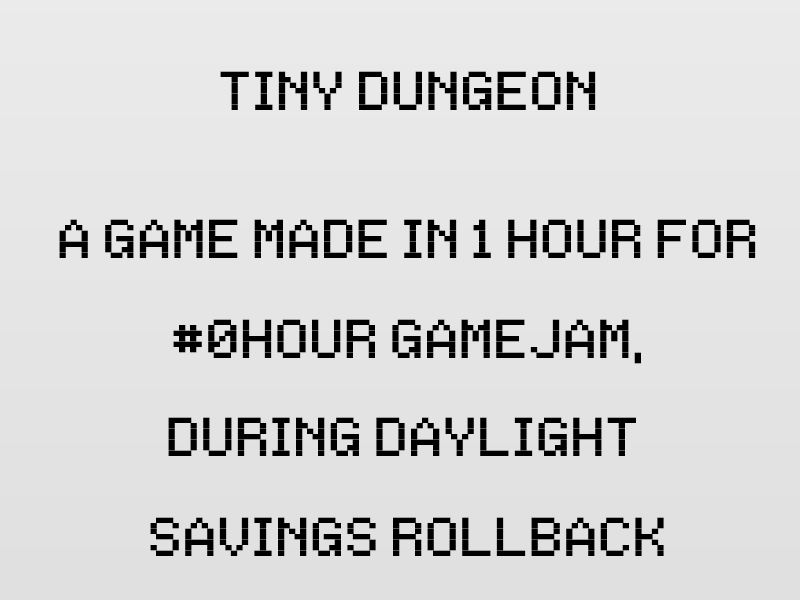 TINY DUNGEON
A GAME MADE IN 1 HOUR FOR
#0HOUR GAMEJAM,
DURING DAYLIGHT
SAVINGS ROLLBACK